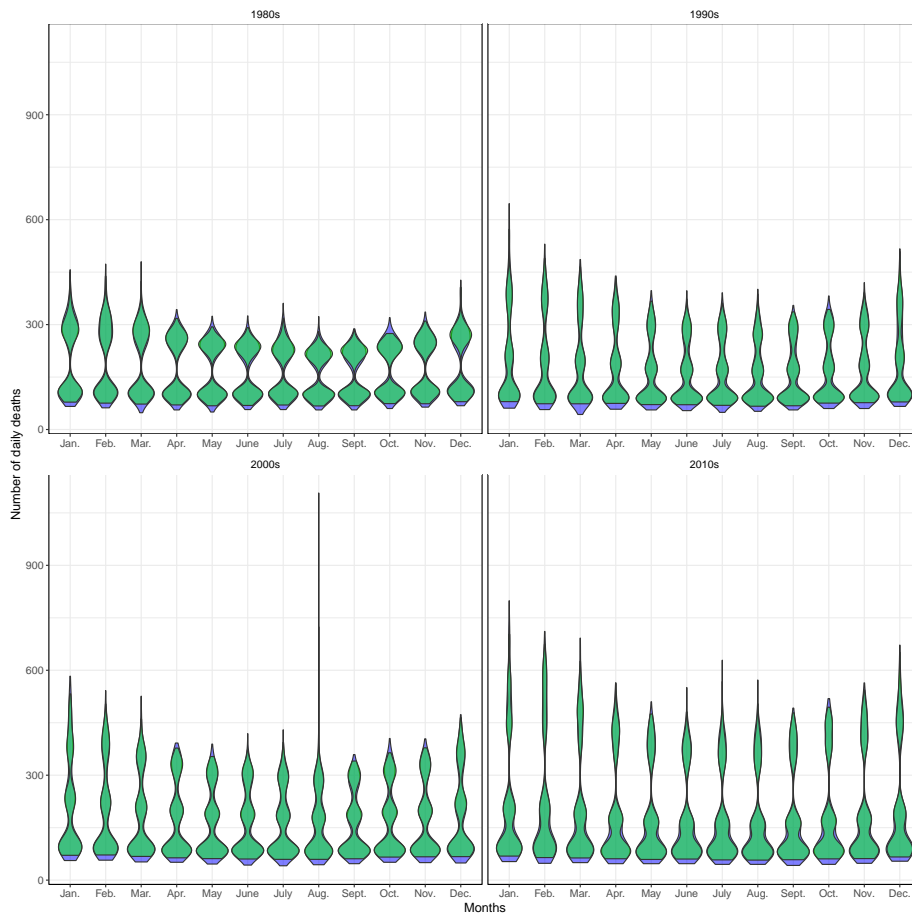 1980s
1990s
900
600
300
0
Jan. Feb. Mar. Apr. May June July Aug. Sept. Oct. Nov. Dec.
Jan. Feb. Mar. Apr. May June July Aug. Sept. Oct. Nov. Dec.
Number of daily deaths
2000s
2010s
900
600
300
0
Jan. Feb. Mar. Apr. May June July Aug. Sept. Oct. Nov. Dec.
Jan. Feb. Mar. Apr. May June July Aug. Sept. Oct. Nov. Dec.
Months